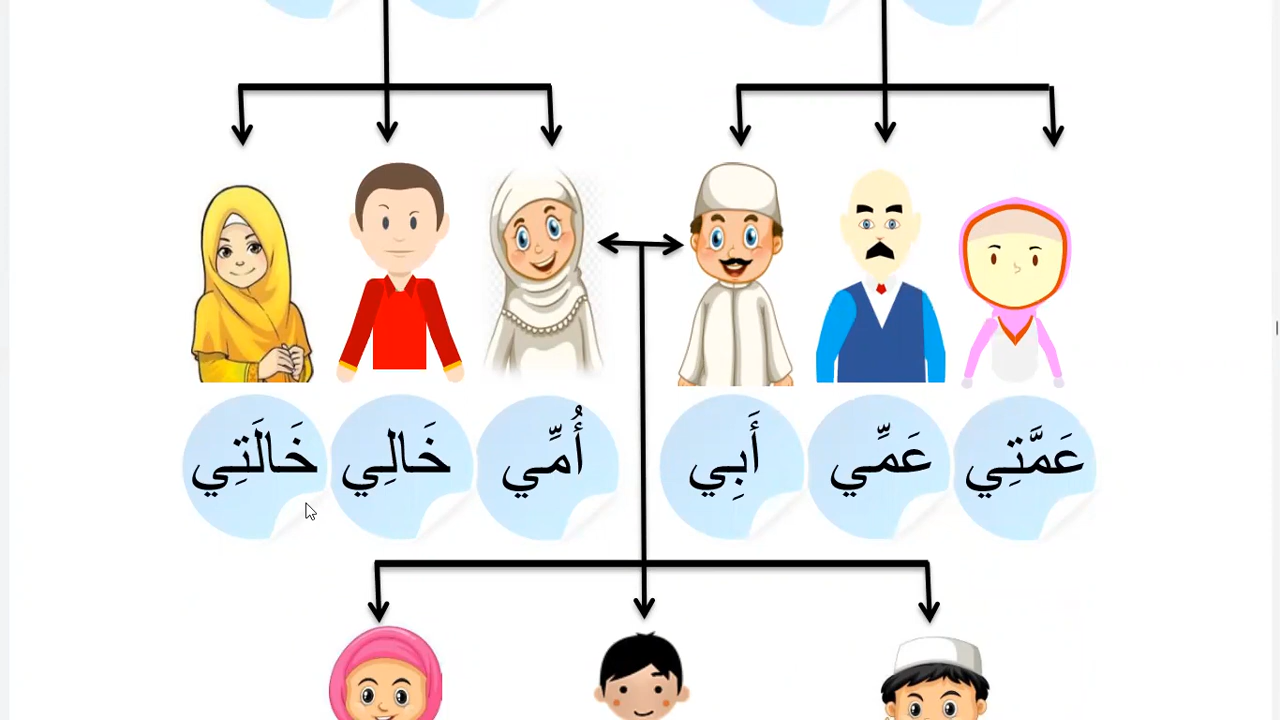 عَمَّتِي
عَمِّي
أَبِي
أُمِّي
خَالِي
خَالَتِي